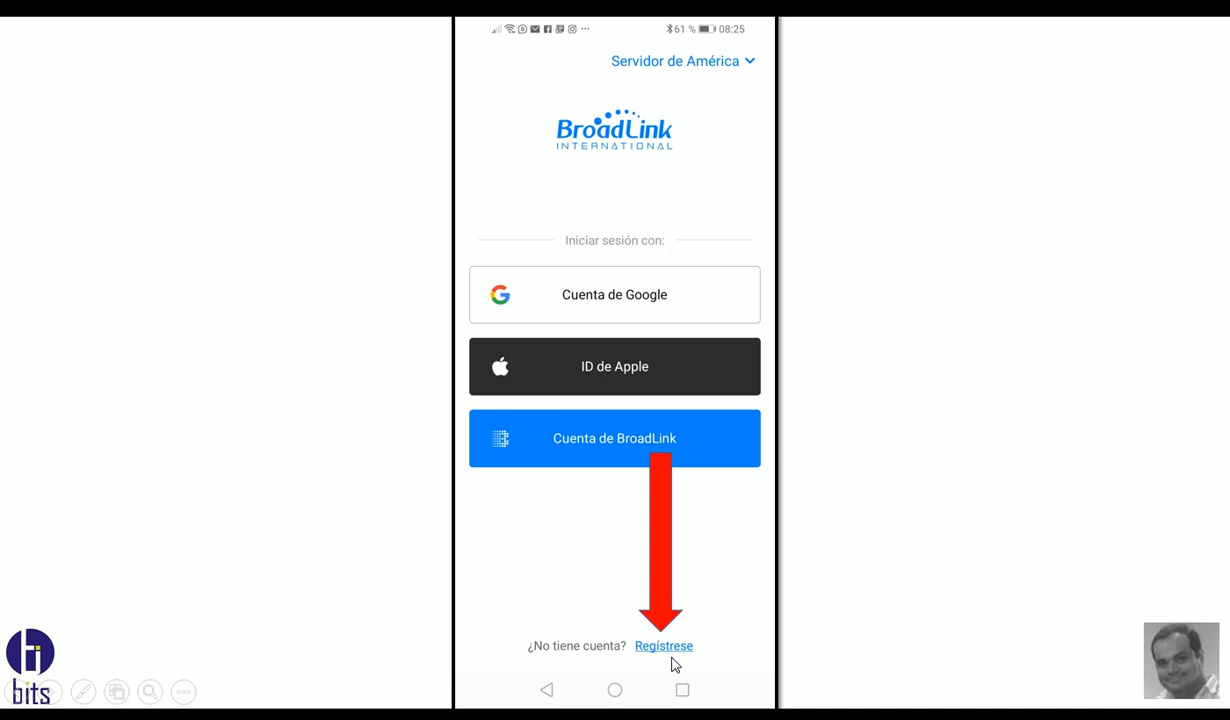 61 % 08:25
Servidor de América
BroadLink
INTERNATIONAL
Iniciar sesión con:
Cuenta de Google
ID de Apple
Cuenta de BroadLink
¿No tiene cuenta? Regístrese
hi
bits